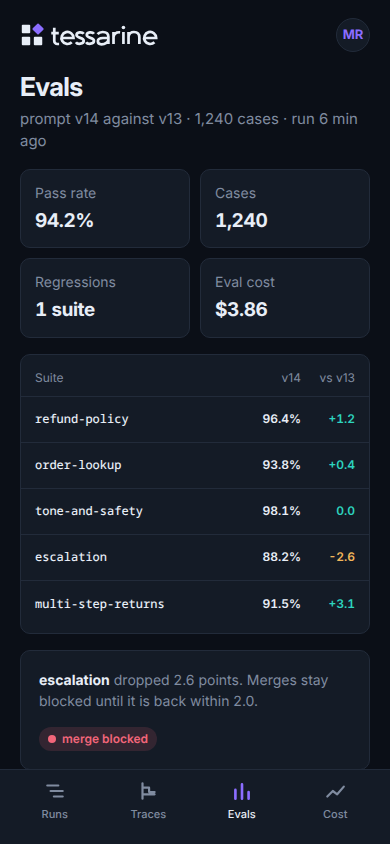 tessarine
MR
Evals
prompt v14 against v13 · 1,240 cases · run 6 min
ago
Pass rate
94.2%
Cases
1,240
Regressions
1 suite
Eval cost
$3.86
Suite v14 vs v13
refund-policy 96.4% +1.2
order-lookup 93.8% +0.4
tone-and-safety 98.1% 0.0
escalation 88.2% -2.6
multi-step-returns 91.5% +3.1
escalation dropped 2.6 points. Merges stay
blocked until it is back within 2.0.
merge blocked
Runs Traces Evals Cost